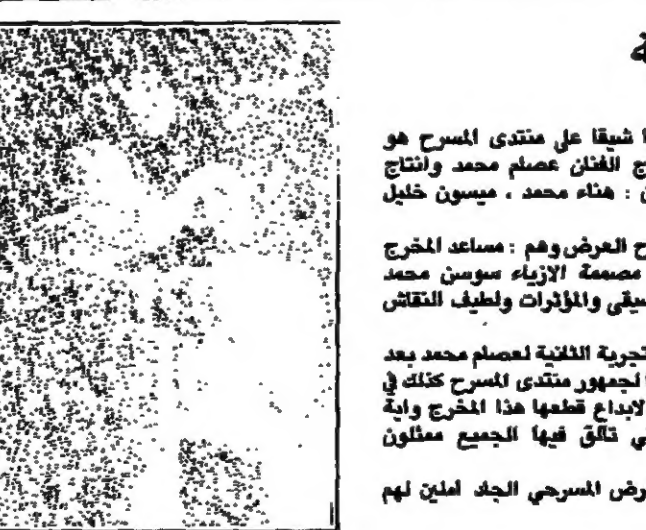 ة
ا شيقا على منتدى المسرح هو
ج الفنان عصام محمد وانتاج
ن : هناء محمد ، ميسون خليل
ح العرض وهم : مساعد المخرج
مصممة الازياء سوسن محمد
سيقى والمؤثرات ولطيف النقاش
تجربة الثانية لعصام محمد بعد
ا لجمهور منتدى المسرح كذلك في
لابداع قطعها هذا المخرج واية
ي تألق فيها الجميع ممثلون
رض المسرحي الجاد املين لهم